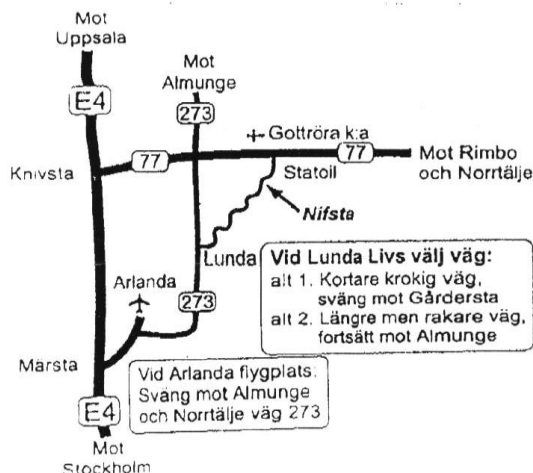 Mot
Uppsala
E4
Mot
Almunge
273
Gottröra k:a
77
77
Mot Rimbo
och Norrtälje
Knivsta
Statoil
Nifsta
Lunda
Vid Lunda Livs välj väg:
alt 1. Kortare krokig väg,
sväng mot Gårdersta
alt 2. Längre men rakare väg,
fortsätt mot Almunge
Arlanda
273
Märsta
Vid Arlanda flygplats:
Sväng mot Almunge
och Norrtälje väg 273
E4
Mot
Stockholm